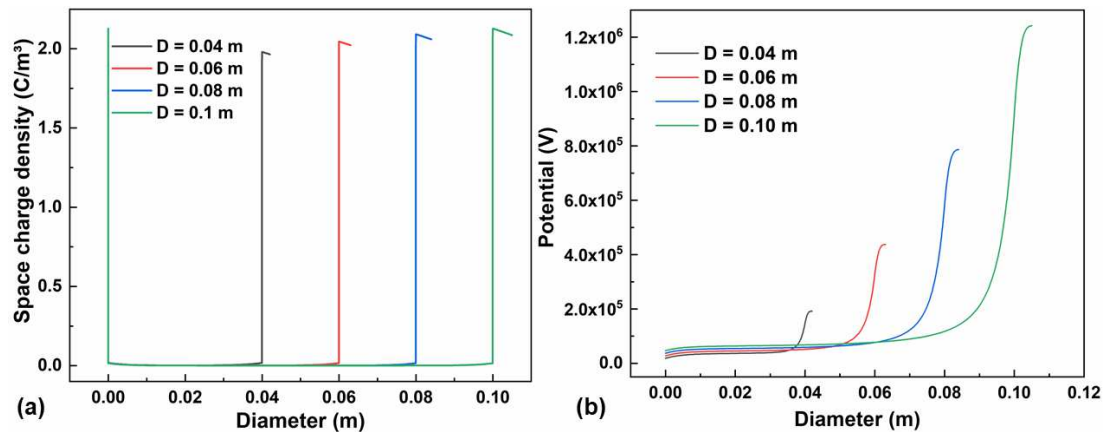 Space charge density (C/m³)
2.0
1.5
1.0
0.5
0.0
D = 0.04 m
D = 0.06 m
D = 0.08 m
D = 0.1 m
0.00 0.02 0.04 0.06 0.08 0.10
(a)
Diameter (m)
Potential (V)
1.2x10⁶
1.0x10⁶
8.0x10⁵
6.0x10⁵
4.0x10⁵
2.0x10⁵
0.0
D = 0.04 m
D = 0.06 m
D = 0.08 m
D = 0.10 m
0.00 0.02 0.04 0.06 0.08 0.10 0.12
(b)
Diameter (m)